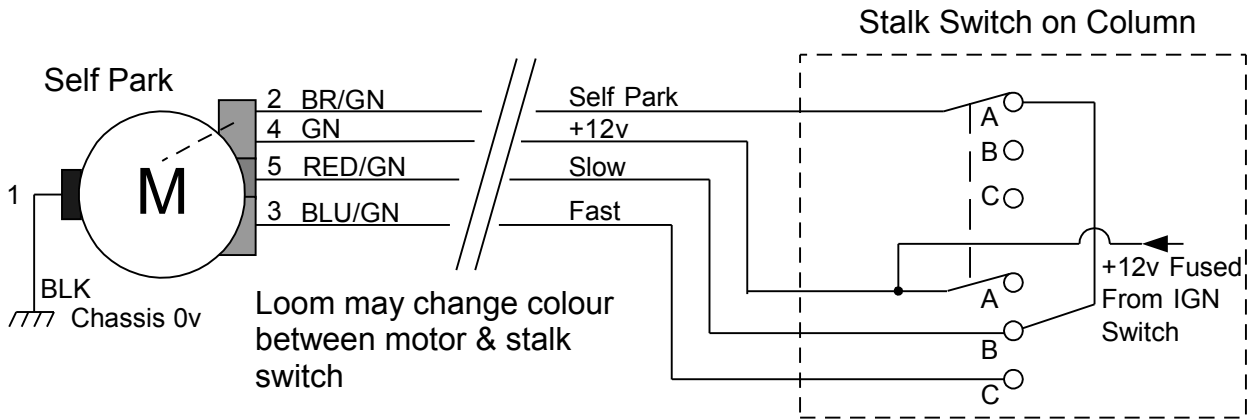 Stalk Switch on Column
Self Park
2 BR/GN Self Park
4 GN +12v
5 RED/GN Slow
3 BLU/GN Fast
1
M
BLK
Chassis 0v
Loom may change colour
between motor & stalk
switch
A
B
C
A
B
C
+12v Fused
From IGN
Switch